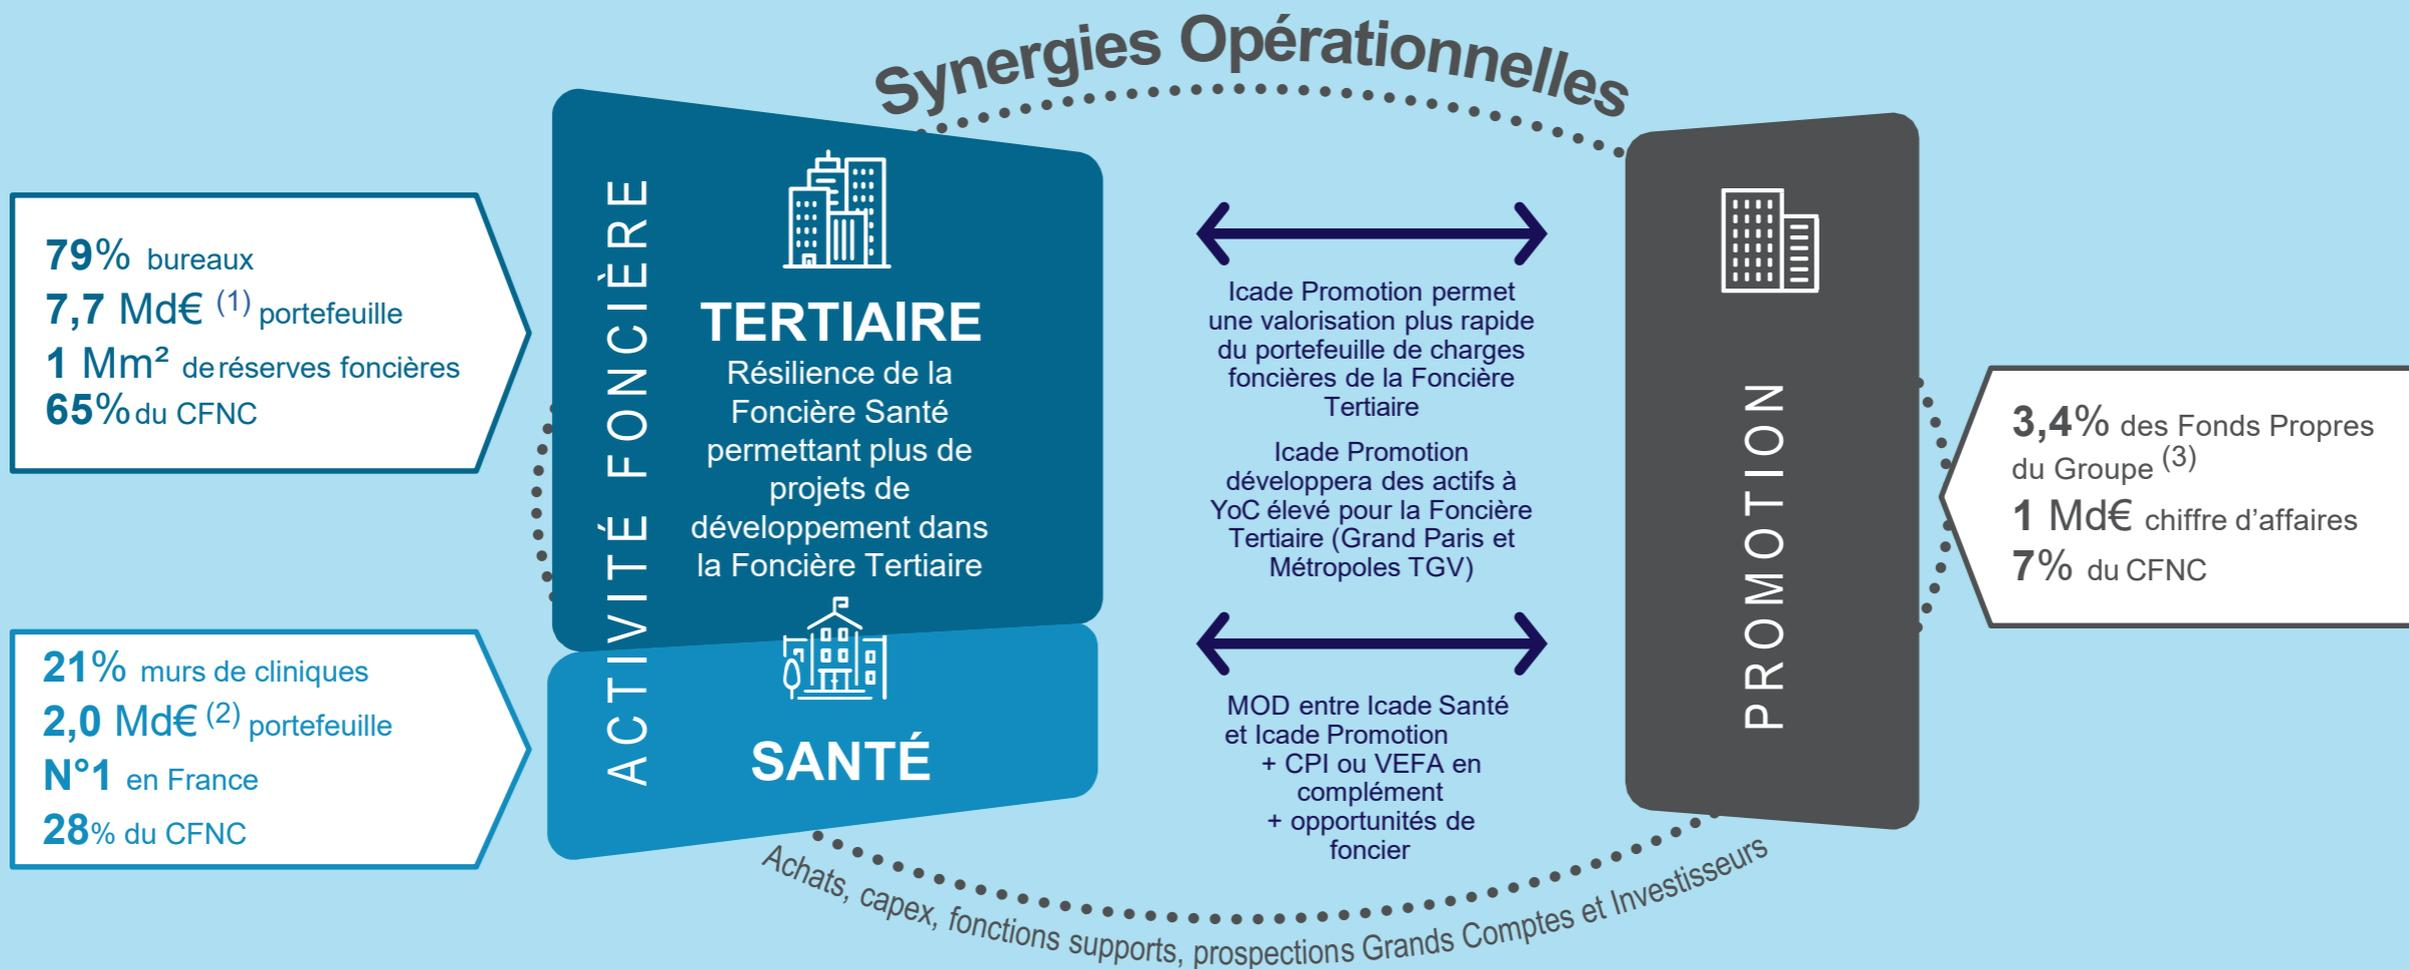 Synergies Opérationnelles
79% bureaux
7,7 Md€ (1) portefeuille
1 Mm² de réserves foncières
65% du CFNC
21% murs de cliniques
2,0 Md€ (2) portefeuille
N°1 en France
28% du CFNC
ACTIVITÉ FONCIÈRE
TERTIAIRE
Résilience de la
Foncière Santé
permettant plus de
projets de
développement dans
la Foncière Tertiaire
SANTÉ
Icade Promotion permet
une valorisation plus rapide
du portefeuille de charges
foncières de la Foncière
Tertiaire
Icade Promotion
développera des actifs à
YoC élevé pour la Foncière
Tertiaire (Grand Paris et
Métropoles TGV)
MOD entre Icade Santé
et Icade Promotion
+ CPI ou VEFA en
complément
+ opportunités de
foncier
PROMOTION
3,4% des Fonds Propres
du Groupe (3)
1 Md€ chiffre d’affaires
7% du CFNC
Achats, capex, fonctions supports, prospections Grands Comptes et Investisseurs